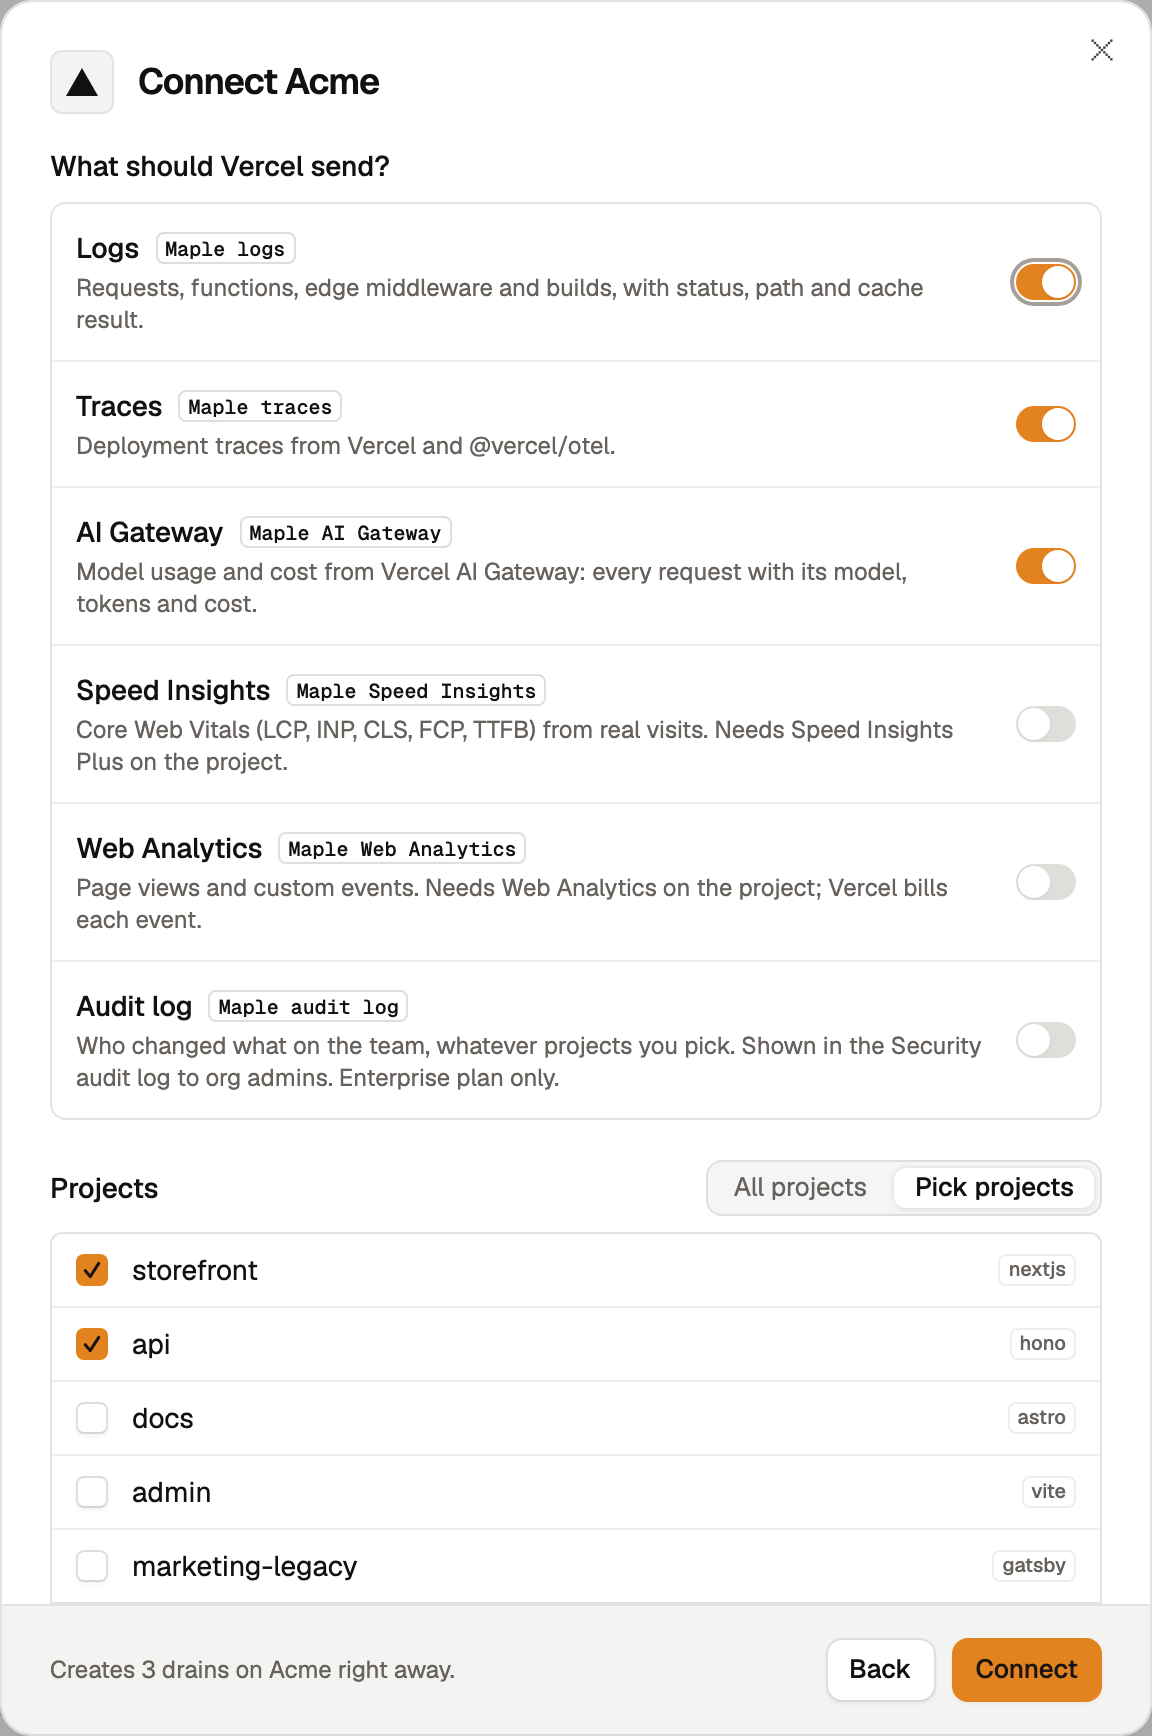 Connect Acme
What should Vercel send?
Logs Maple logs
Requests, functions, edge middleware and builds, with status, path and cache
result.
Traces Maple traces
Deployment traces from Vercel and @vercel/otel.
AI Gateway Maple AI Gateway
Model usage and cost from Vercel AI Gateway: every request with its model,
tokens and cost.
Speed Insights Maple Speed Insights
Core Web Vitals (LCP, INP, CLS, FCP, TTFB) from real visits. Needs Speed Insights
Plus on the project.
Web Analytics Maple Web Analytics
Page views and custom events. Needs Web Analytics on the project; Vercel bills
each event.
Audit log Maple audit log
Who changed what on the team, whatever projects you pick. Shown in the Security
audit log to org admins. Enterprise plan only.
Projects All projects Pick projects
storefront nextjs
api hono
docs astro
admin vite
marketing-legacy gatsby
Creates 3 drains on Acme right away. Back Connect